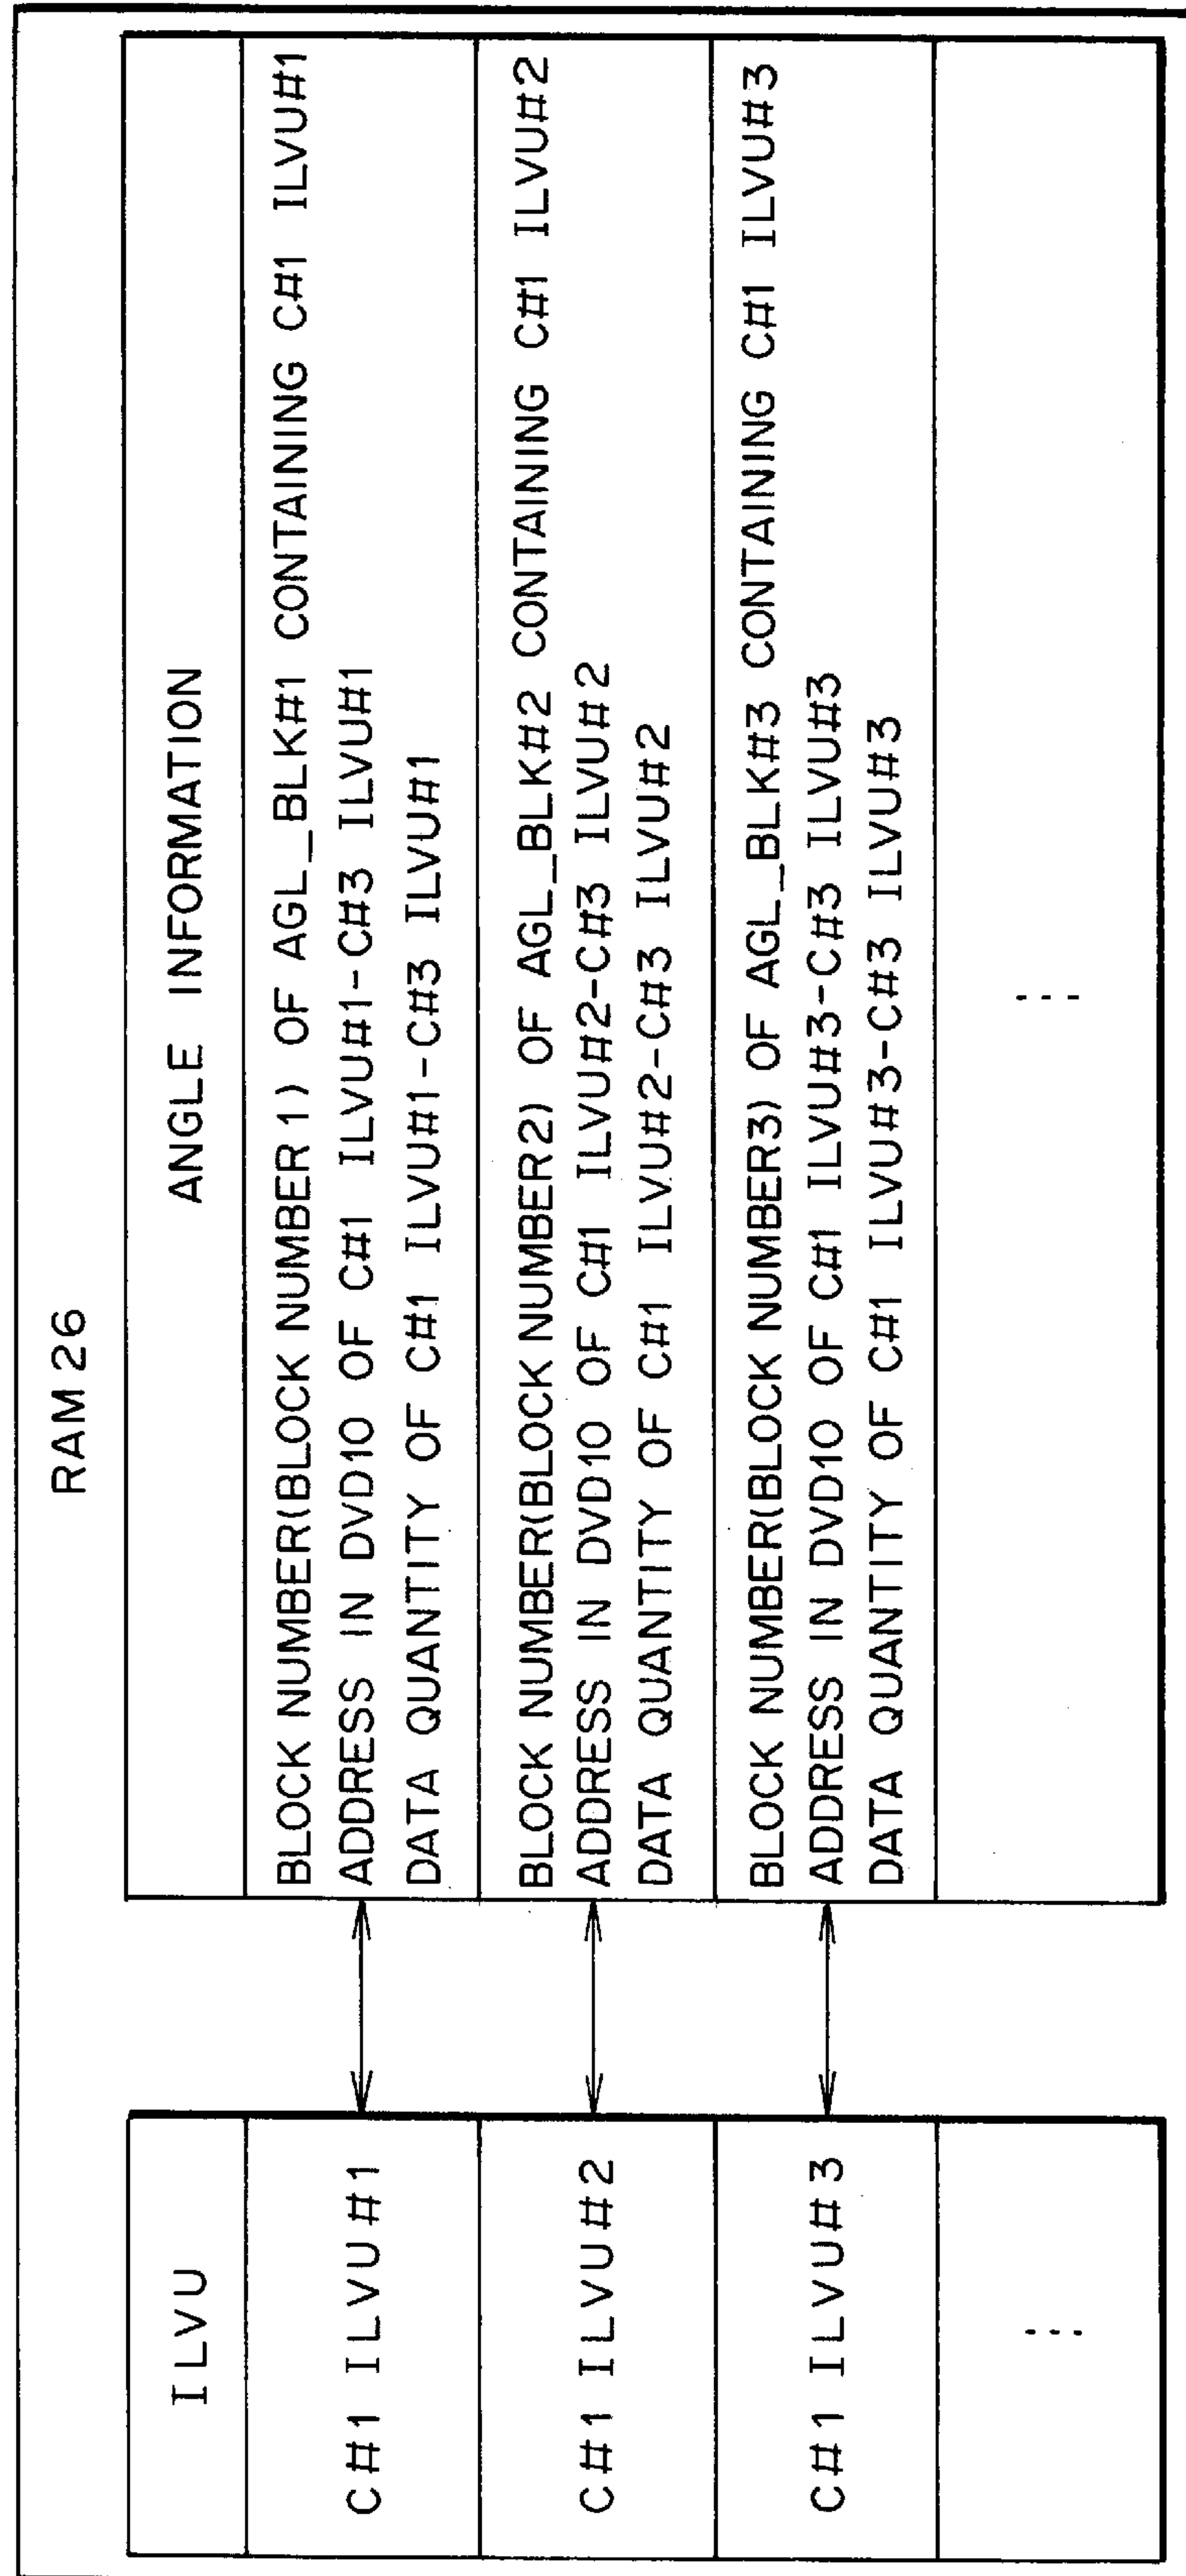 RAM 26
ILVU
ANGLE INFORMATION
C#1 ILVU#1
BLOCK NUMBER(BLOCK NUMBER 1) OF AGL_BLK#1 CONTAINING C#1 ILVU#1
ADDRESS IN DVD10 OF C#1 ILVU#1-C#3 ILVU#1
DATA QUANTITY OF C#1 ILVU#1-C#3 ILVU#1
C#1 ILVU#2
BLOCK NUMBER(BLOCK NUMBER2) OF AGL_BLK#2 CONTAINING C#1 ILVU#2
ADDRESS IN DVD10 OF C#1 ILVU#2-C#3 ILVU#2
DATA QUANTITY OF C#1 ILVU#2-C#3 ILVU#2
C#1 ILVU#3
BLOCK NUMBER(BLOCK NUMBER3) OF AGL_BLK#3 CONTAINING C#1 ILVU#3
ADDRESS IN DVD10 OF C#1 ILVU#3-C#3 ILVU#3
DATA QUANTITY OF C#1 ILVU#3-C#3 ILVU#3
...
...